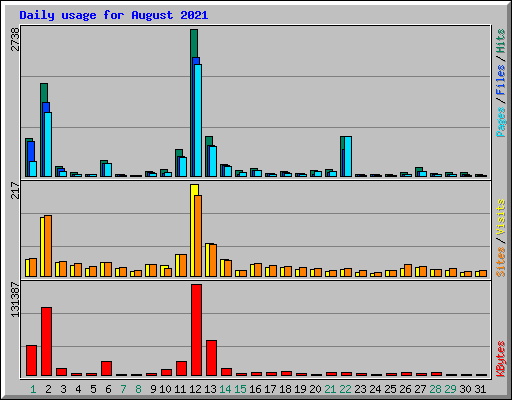 Daily usage for August 2021
2738
Pages / Files / Hits
217
Sites / Visits
131387
KBytes
1 2 3 4 5 6 7 8 9 10 11 12 13 14 15 16 17 18 19 20 21 22 23 24 25 26 27 28 29 30 31